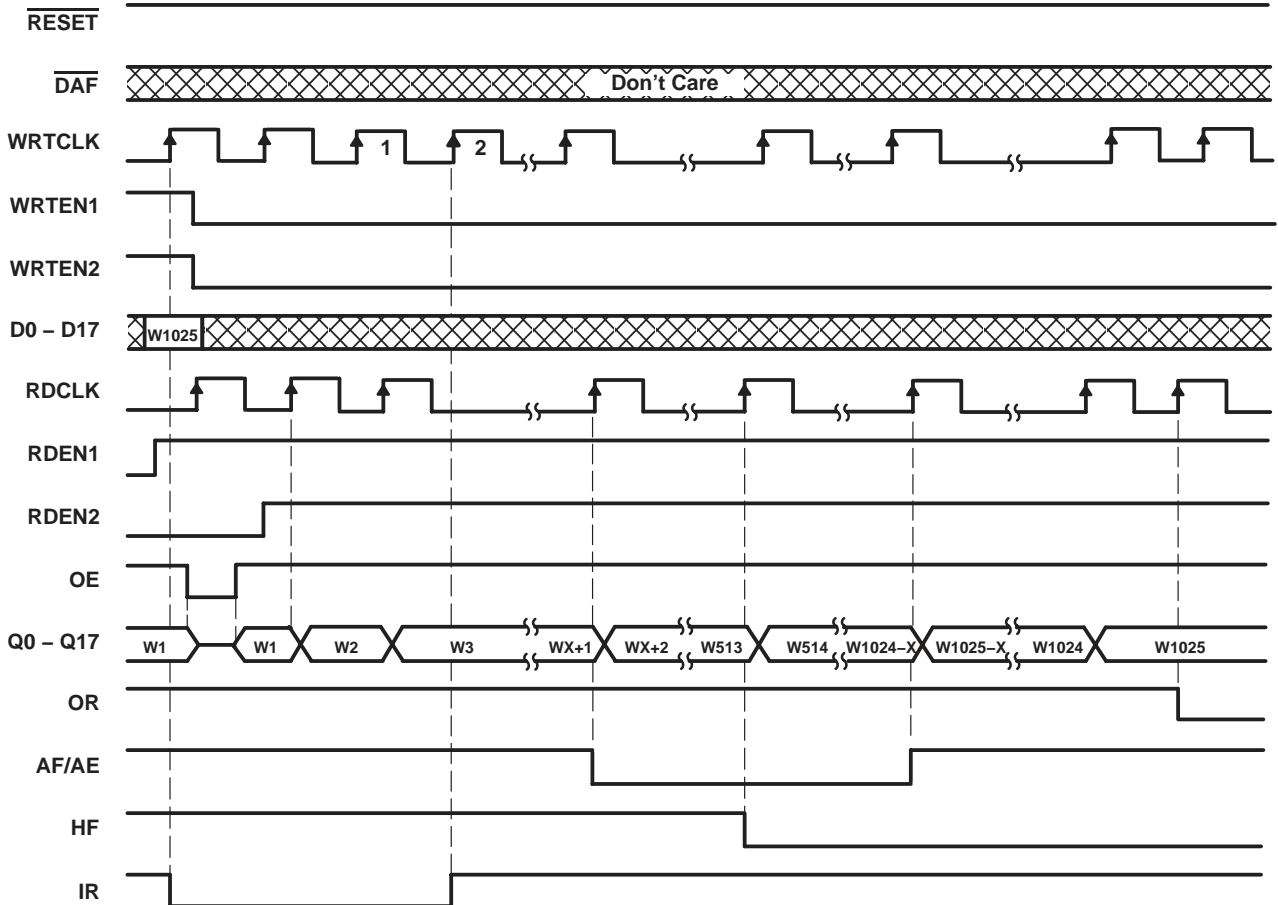 RESET
DAF
Don't Care
WRTCLK
1
2
WRTEN1
WRTEN2
D0 – D17
W1025
RDCLK
RDEN1
RDEN2
OE
Q0 – Q17
W1
W1
W2
W3
WX+1
WX+2
W513
W514
W1024–X
W1025–X
W1024
W1025
OR
AF/AE
HF
IR